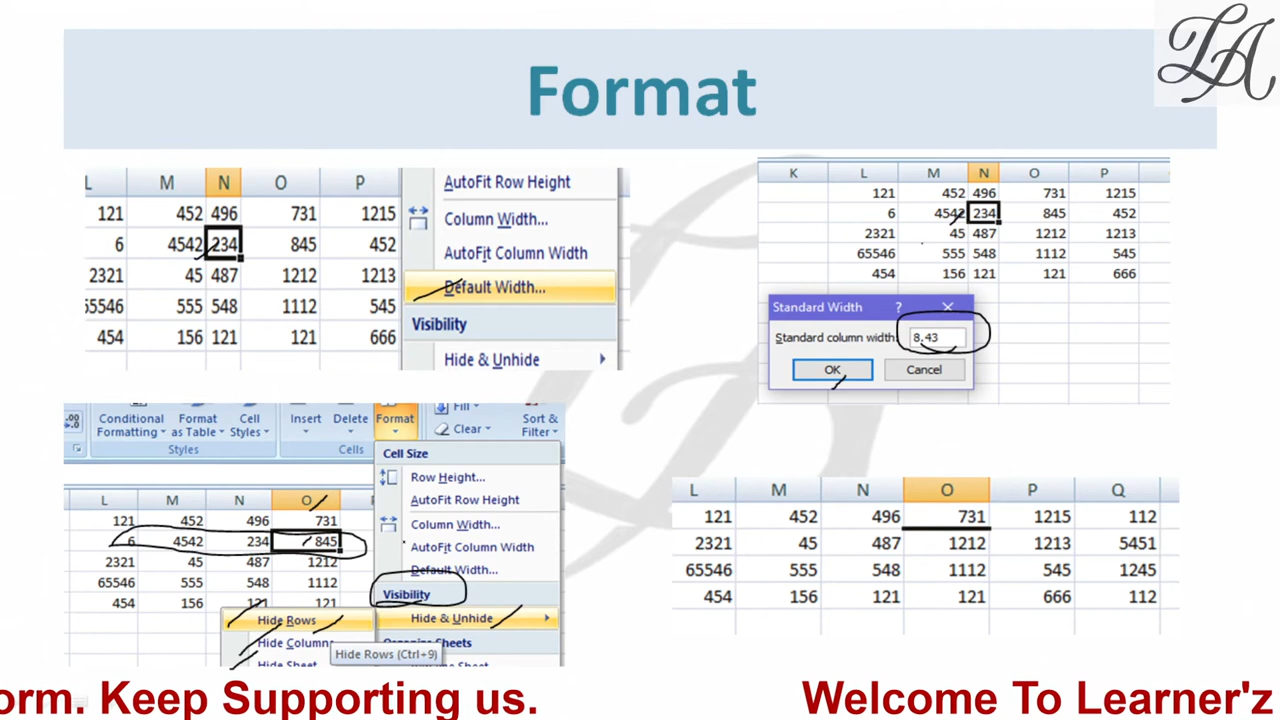 LA
Format
L M N O P
121 452 496 731 1215
6 4542 234 845 452
2321 45 487 1212 1213
65546 555 548 1112 545
454 156 121 121 666
AutoFit Row Height
Column Width...
AutoFit Column Width
Default Width...
Visibility
Hide & Unhide
K L M N O P
121 452 496 731 1215
6 4542 234 845 452
2321 45 487 1212 1213
65546 555 548 1112 545
454 156 121 121 666
Standard Width ?
Standard column width: 8.43
OK Cancel
Conditional Formatting
Format as Table
Cell Styles
Styles
Insert Delete Format
Cells
Fill
Clear
Sort & Filter
L M N O
121 452 496 731
6 4542 234 845
2321 45 487 1212
65546 555 548 1112
454 156 121 121
Cell Size
Row Height...
AutoFit Row Height
Column Width...
AutoFit Column Width
Default Width...
Visibility
Hide & Unhide
Organize Sheets
Hide Rows
Hide Columns
Hide Sheet
Hide Rows (Ctrl+9)
L M N O P Q
121 452 496 731 1215 112
2321 45 487 1212 1213 5451
65546 555 548 1112 545 1245
454 156 121 121 666 112
orm. Keep Supporting us. Welcome To Learner'z